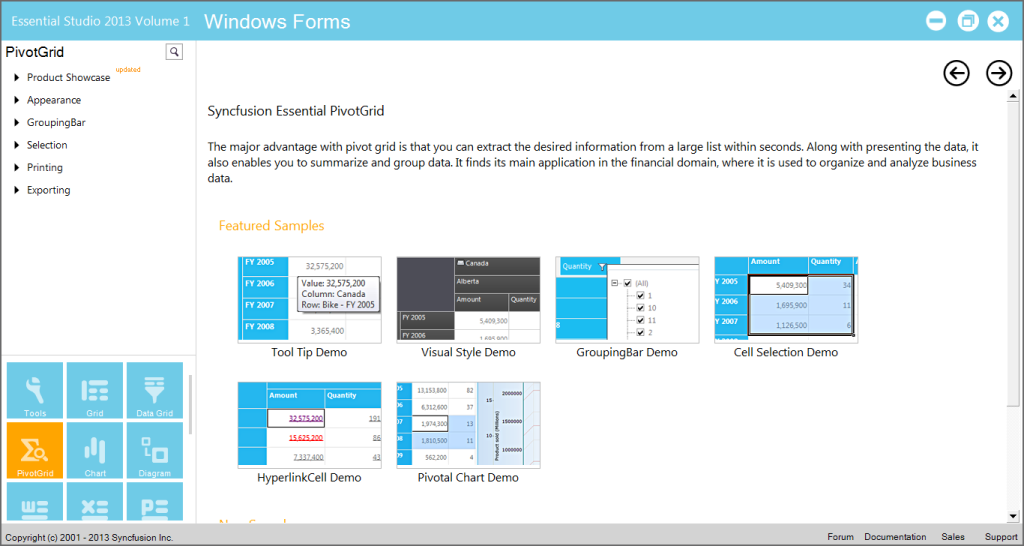 Essential Studio 2013 Volume 1 Windows Forms
PivotGrid
Product Showcase updated
Appearance
GroupingBar
Selection
Printing
Exporting
Tools
Grid
Data Grid
PivotGrid
Chart
Diagram
Syncfusion Essential PivotGrid
The major advantage with pivot grid is that you can extract the desired information from a large list within seconds. Along with presenting the data, it
also enables you to summarize and group data. It finds its main application in the financial domain, where it is used to organize and analyze business
data.
Featured Samples
FY 2005 32,575,200
FY 2006
FY 2007
FY 2008 3,365,400
Value: 32,575,200
Column: Canada
Row: Bike - FY 2005
Tool Tip Demo
Canada
Alberta
Amount Quantity
FY 2005 5,409,300
FY 2006 1,695,900
Visual Style Demo
Quantity
(All)
1
10
11
2
8
GroupingBar Demo
Amount Quantity A
Y 2005 5,409,300 34
Y 2006 1,695,900 11
Y 2007 1,126,500 6
Cell Selection Demo
Amount Quantity
32,575,200 191
15,625,200 86
7,337,400 43
HyperlinkCell Demo
05 13,153,800 82
06 6,312,600 37
07 1,974,300 13
08 1,810,500 11
09 562,200 4
Product sold (Millions)
15
10
2000000
1500000
1000000
Pivotal Chart Demo
Copyright (c) 2001 - 2013 Syncfusion Inc.
Forum Documentation Sales Support